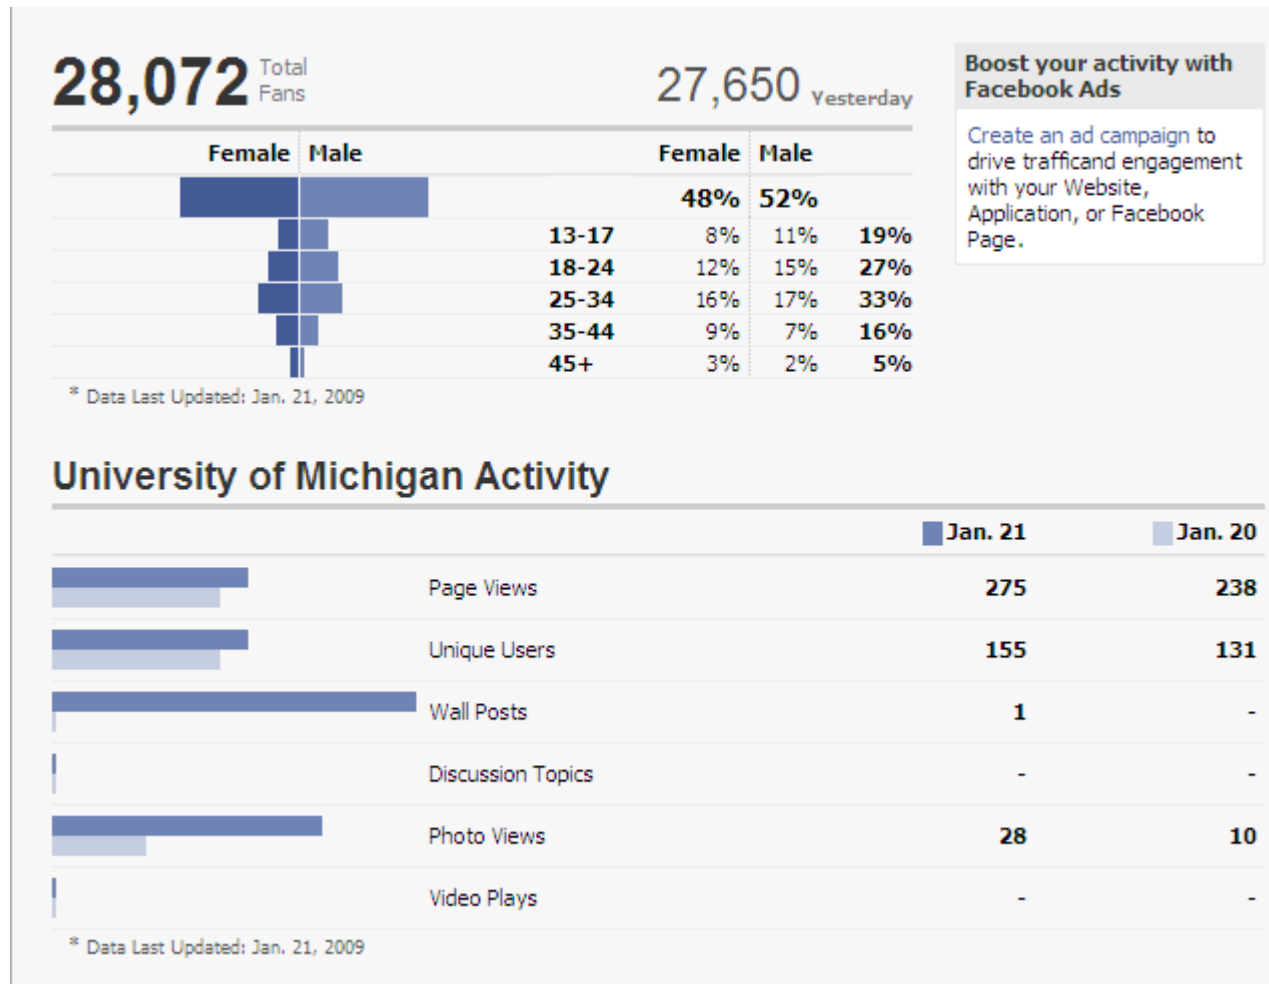 28,072 Total Fans 27,650 Yesterday
Female Male Female Male
48% 52%
13-17 8% 11% 19%
18-24 12% 15% 27%
25-34 16% 17% 33%
35-44 9% 7% 16%
45+ 3% 2% 5%
* Data Last Updated: Jan. 21, 2009
Boost your activity with
Facebook Ads
Create an ad campaign to
drive trafficand engagement
with your Website,
Application, or Facebook
Page.
University of Michigan Activity
Jan. 21 Jan. 20
Page Views 275 238
Unique Users 155 131
Wall Posts 1 -
Discussion Topics - -
Photo Views 28 10
Video Plays - -
* Data Last Updated: Jan. 21, 2009